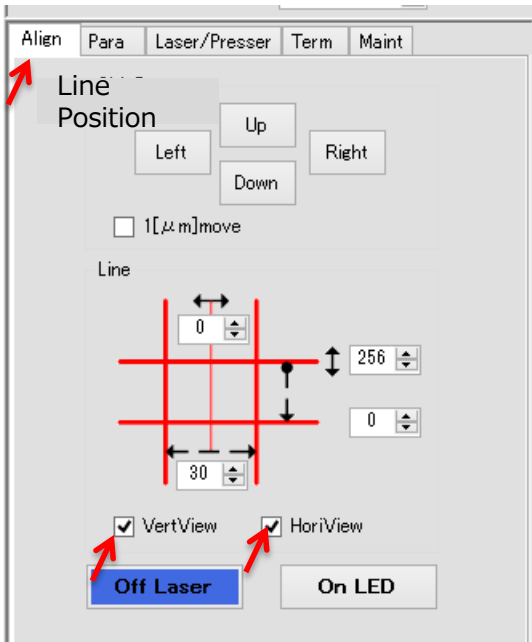 Align Para Laser/Presser Term Maint
Line
Position
Up
Left Right
Down
1[μm]move
Line
0
256
0
30
VertView HoriView
Off Laser On LED